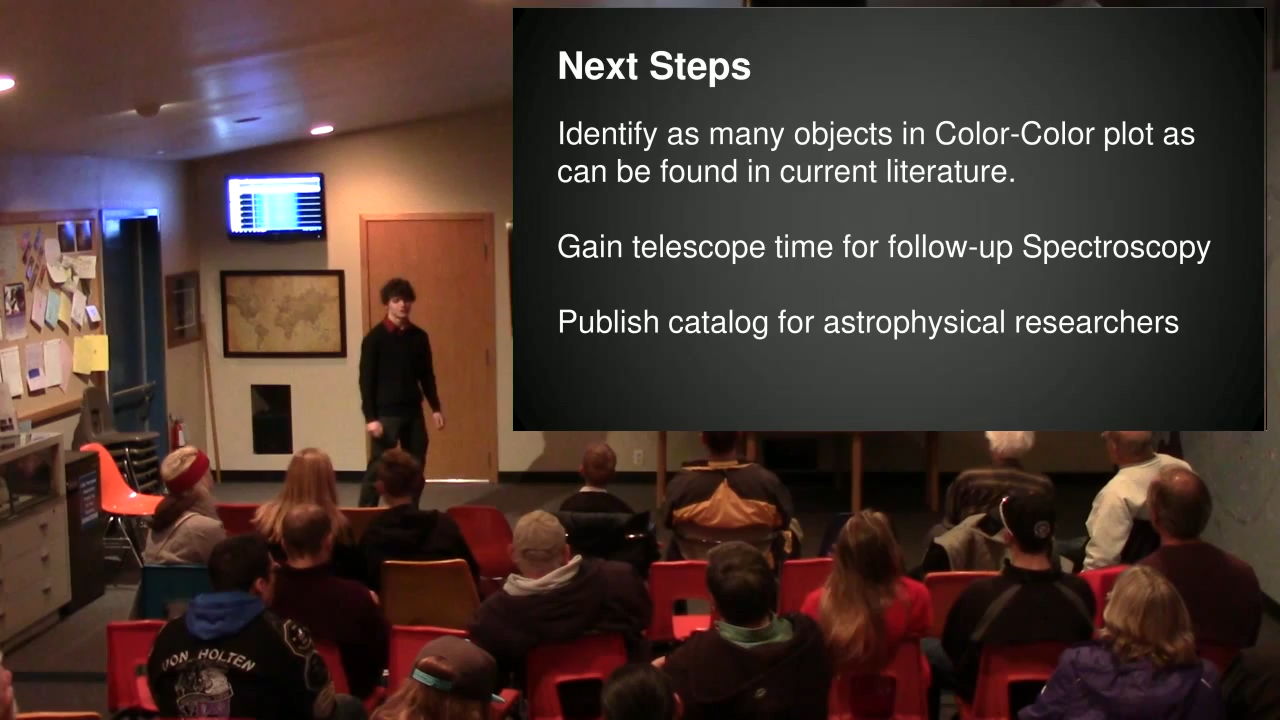 Next Steps
Identify as many objects in Color-Color plot as
can be found in current literature.
Gain telescope time for follow-up Spectroscopy
Publish catalog for astrophysical researchers
VON HOLTEN